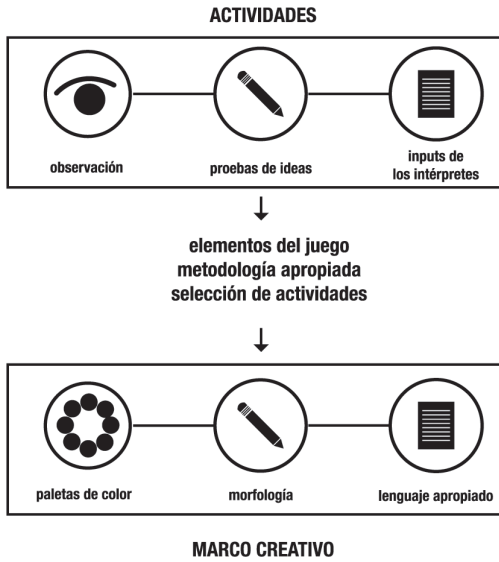 ACTIVIDADES
observación
pruebas de ideas
inputs de
los intérpretes
elementos del juego
metodología apropiada
selección de actividades
paletas de color
morfología
lenguaje apropiado
MARCO CREATIVO